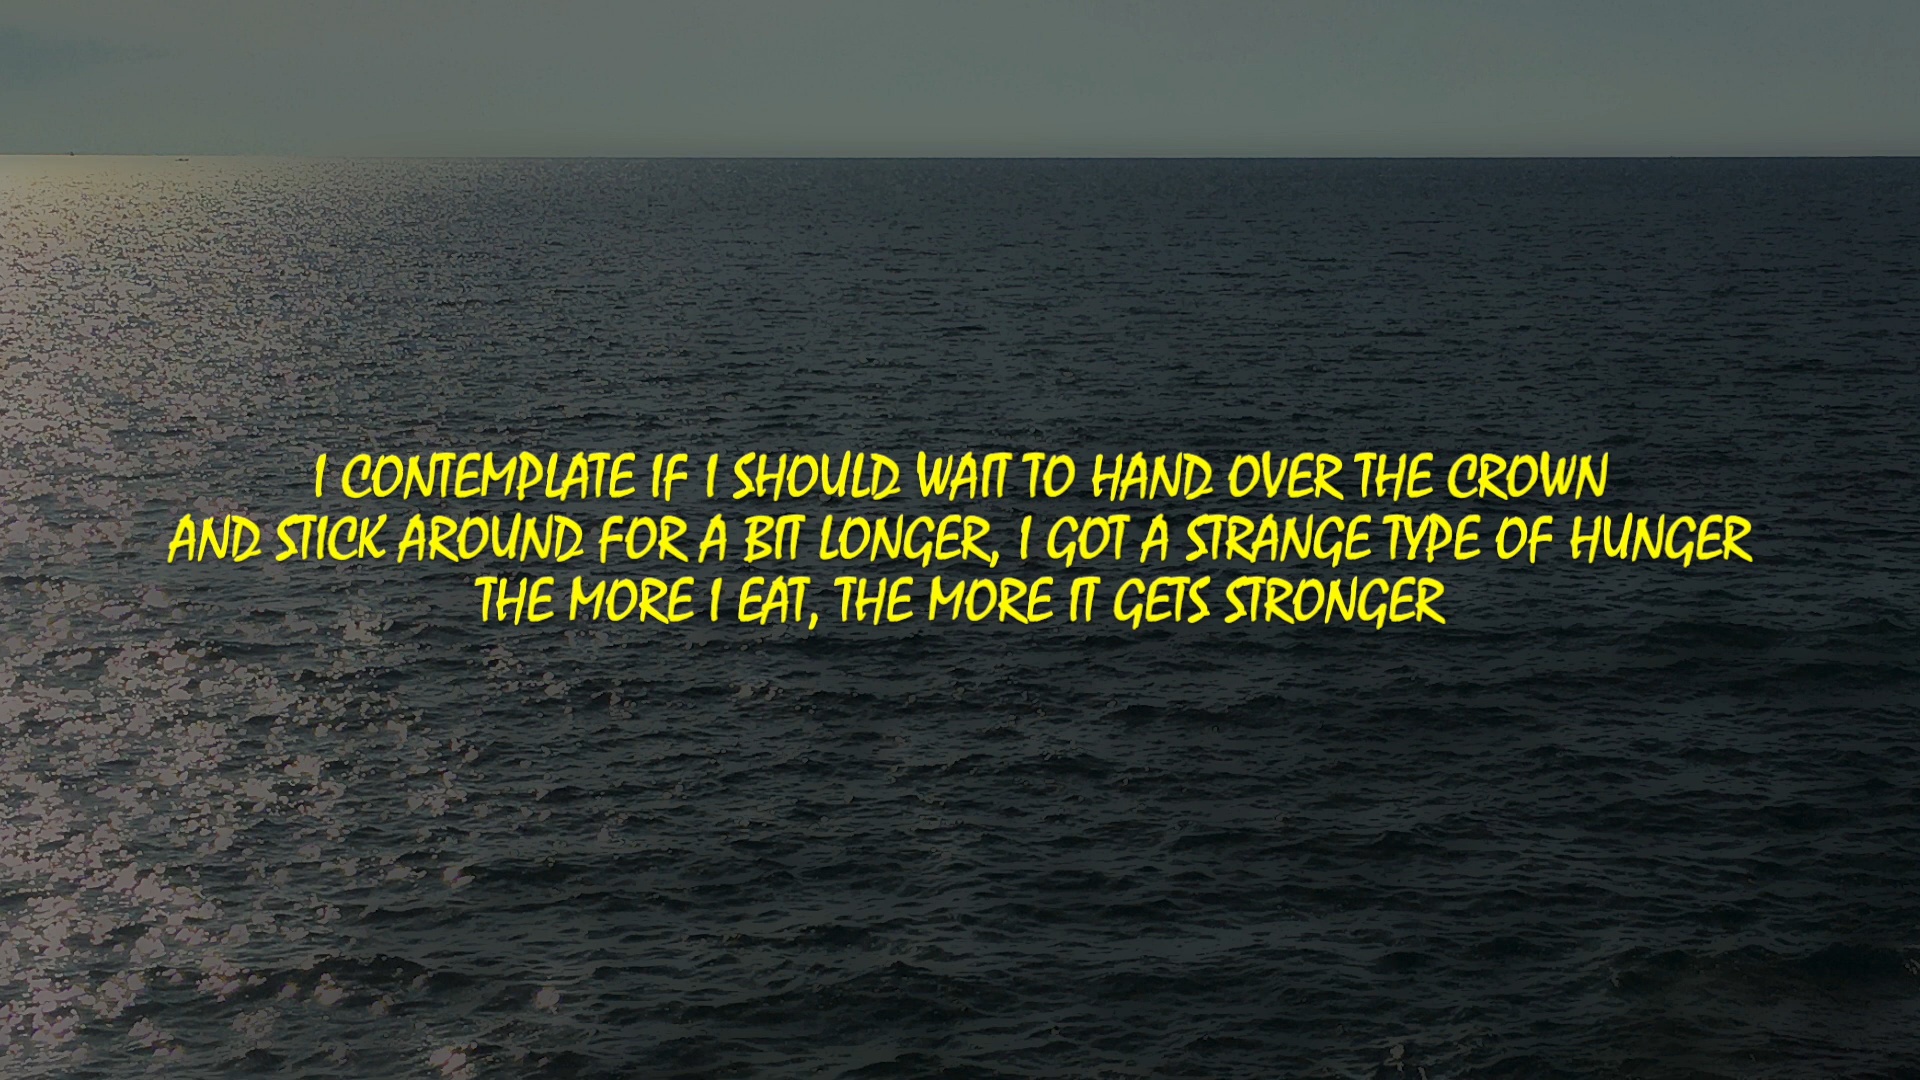 I CONTEMPLATE IF I SHOULD WAIT TO HAND OVER THE CROWN
AND STICK AROUND FOR A BIT LONGER, I GOT A STRANGE TYPE OF HUNGER
THE MORE I EAT, THE MORE IT GETS STRONGER